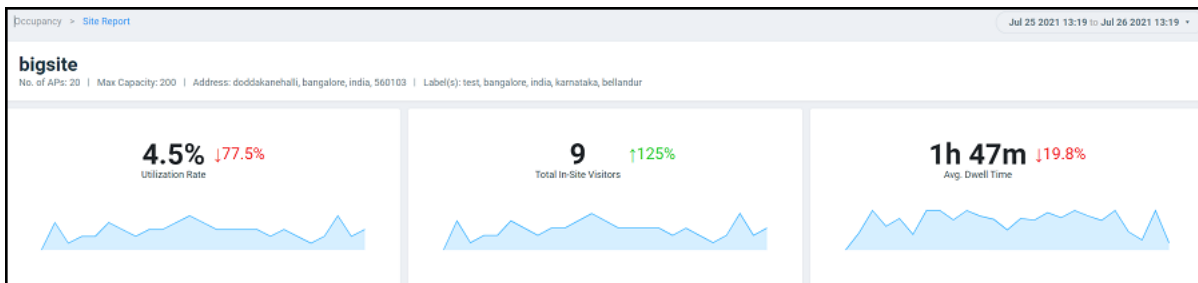 Occupancy > Site Report
Jul 25 2021 13:19 to Jul 26 2021 13:19
bigsite
No. of APs: 20 | Max Capacity: 200 | Address: doddakanehalli, bangalore, india, 560103 | Label(s): test, bangalore, india, karnataka, bellandur
4.5% ↓77.5%
Utilization Rate
9 ↑125%
Total In-Site Visitors
1h 47m ↓19.8%
Avg. Dwell Time